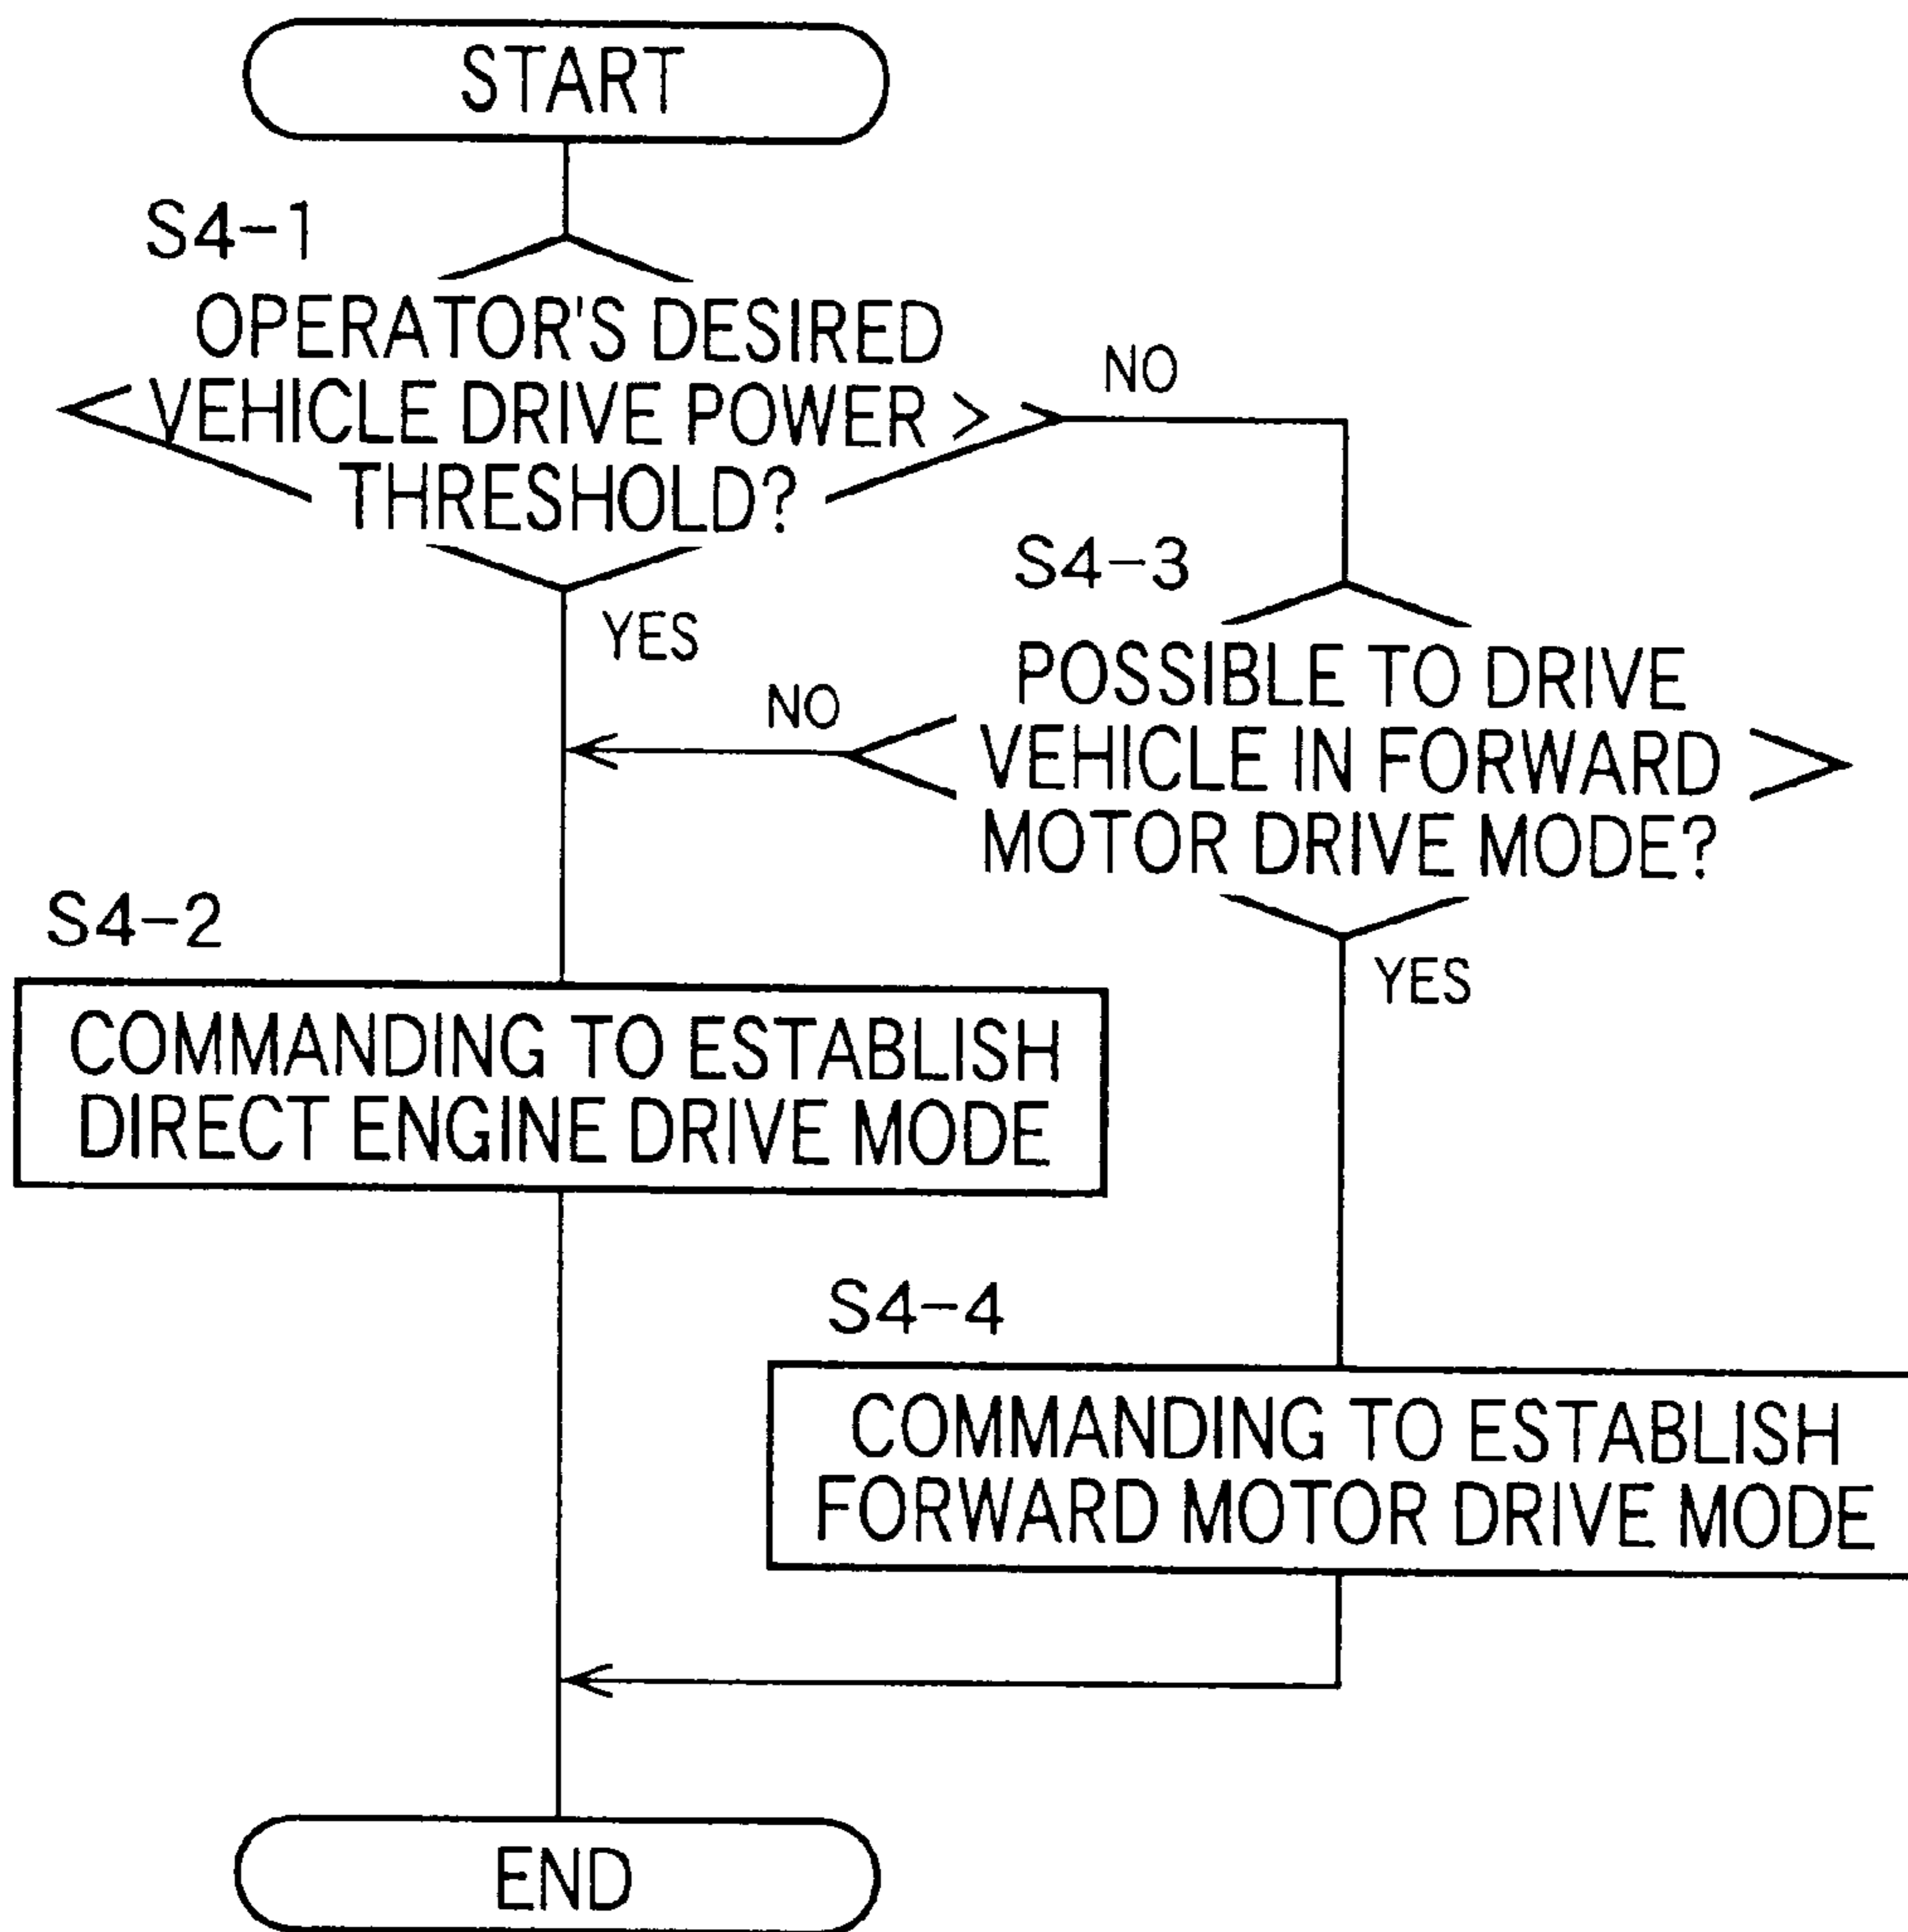 START
S4-1
OPERATOR'S DESIRED
VEHICLE DRIVE POWER >
THRESHOLD?
NO
YES
S4-3
POSSIBLE TO DRIVE
VEHICLE IN FORWARD
MOTOR DRIVE MODE?
NO
YES
S4-2
COMMANDING TO ESTABLISH
DIRECT ENGINE DRIVE MODE
S4-4
COMMANDING TO ESTABLISH
FORWARD MOTOR DRIVE MODE
END